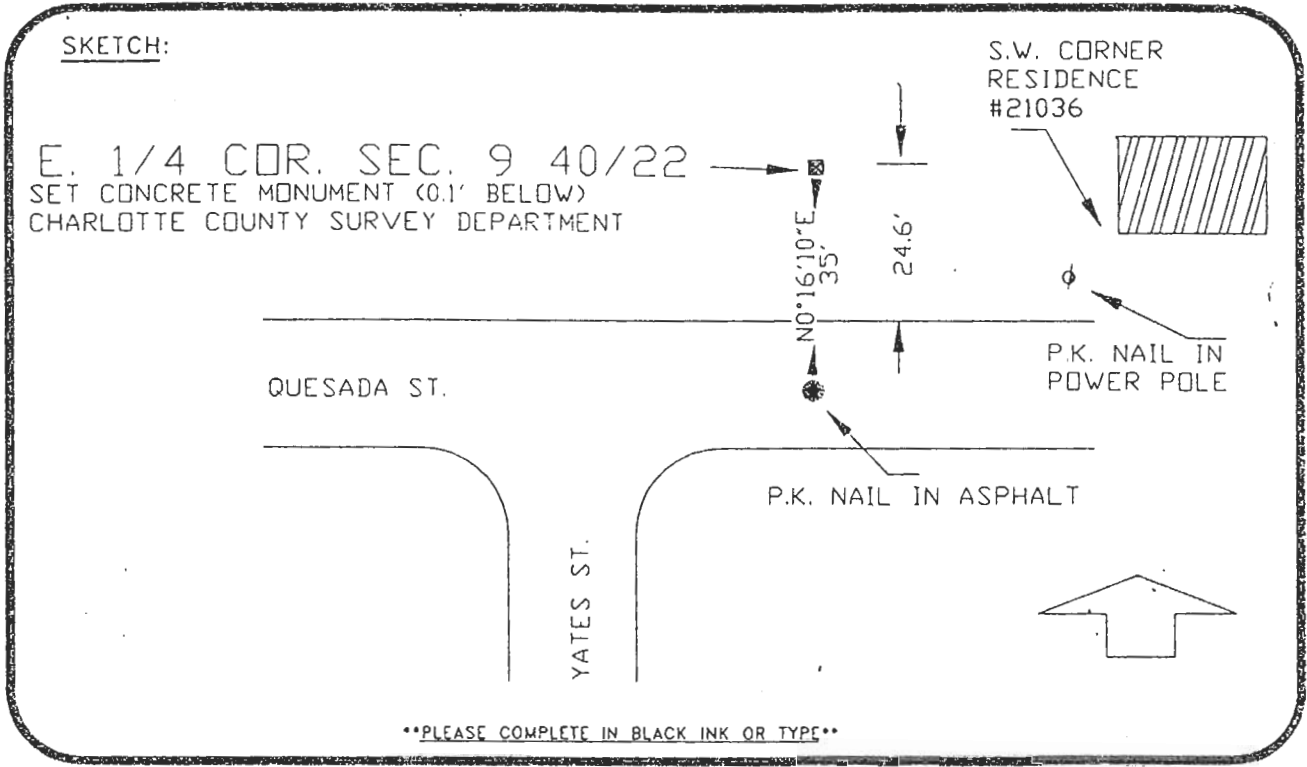 SKETCH:
S.W. CORNER
RESIDENCE
#21036
E. 1/4 COR. SEC. 9 40/22
SET CONCRETE MONUMENT (0.1' BELOW)
CHARLOTTE COUNTY SURVEY DEPARTMENT
N0°16'10"E
35'
24.6'
P.K. NAIL IN
POWER POLE
QUESADA ST.
P.K. NAIL IN ASPHALT
YATES ST.
**PLEASE COMPLETE IN BLACK INK OR TYPE**